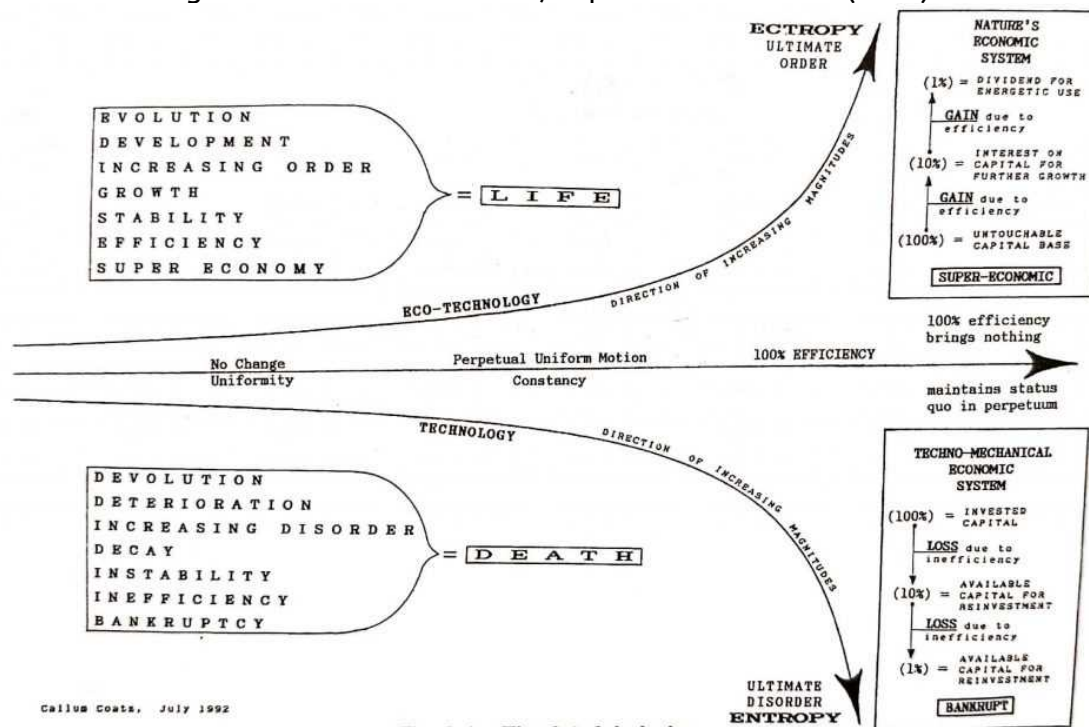 ECTROPY
ULTIMATE
ORDER
NATURE'S
ECONOMIC
SYSTEM
(1%) = DIVIDEND FOR
ENERGETIC USE
GAIN due to
efficiency
(10%) = INTEREST ON
CAPITAL FOR
FURTHER GROWTH
GAIN due to
efficiency
(100%) = UNTOUCHABLE
CAPITAL BASE
SUPER-ECONOMIC
EVOLUTION
DEVELOPMENT
INCREASING ORDER
GROWTH
STABILITY
EFFICIENCY
SUPER ECONOMY
= LIFE
ECO-TECHNOLOGY
DIRECTION OF INCREASING MAGNITUDES
100% efficiency
brings nothing
No Change
Perpetual Uniform Motion
100% EFFICIENCY
Uniformity
Constancy
maintains status
quo in perpetuum
TECHNOLOGY
DIRECTION OF INCREASING MAGNITUDES
DEVOLUTION
DETERIORATION
INCREASING DISORDER
DECAY
INSTABILITY
INEFFICIENCY
BANKRUPTCY
= DEATH
TECHNO-MECHANICAL
ECONOMIC
SYSTEM
(100%) = INVESTED
CAPITAL
LOSS due to
inefficiency
(10%) = AVAILABLE
CAPITAL FOR
REINVESTMENT
LOSS due to
inefficiency
(1%) = AVAILABLE
CAPITAL FOR
REINVESTMENT
BANKRUPT
ULTIMATE
DISORDER
ENTROPY
Callum Coats, July 1992